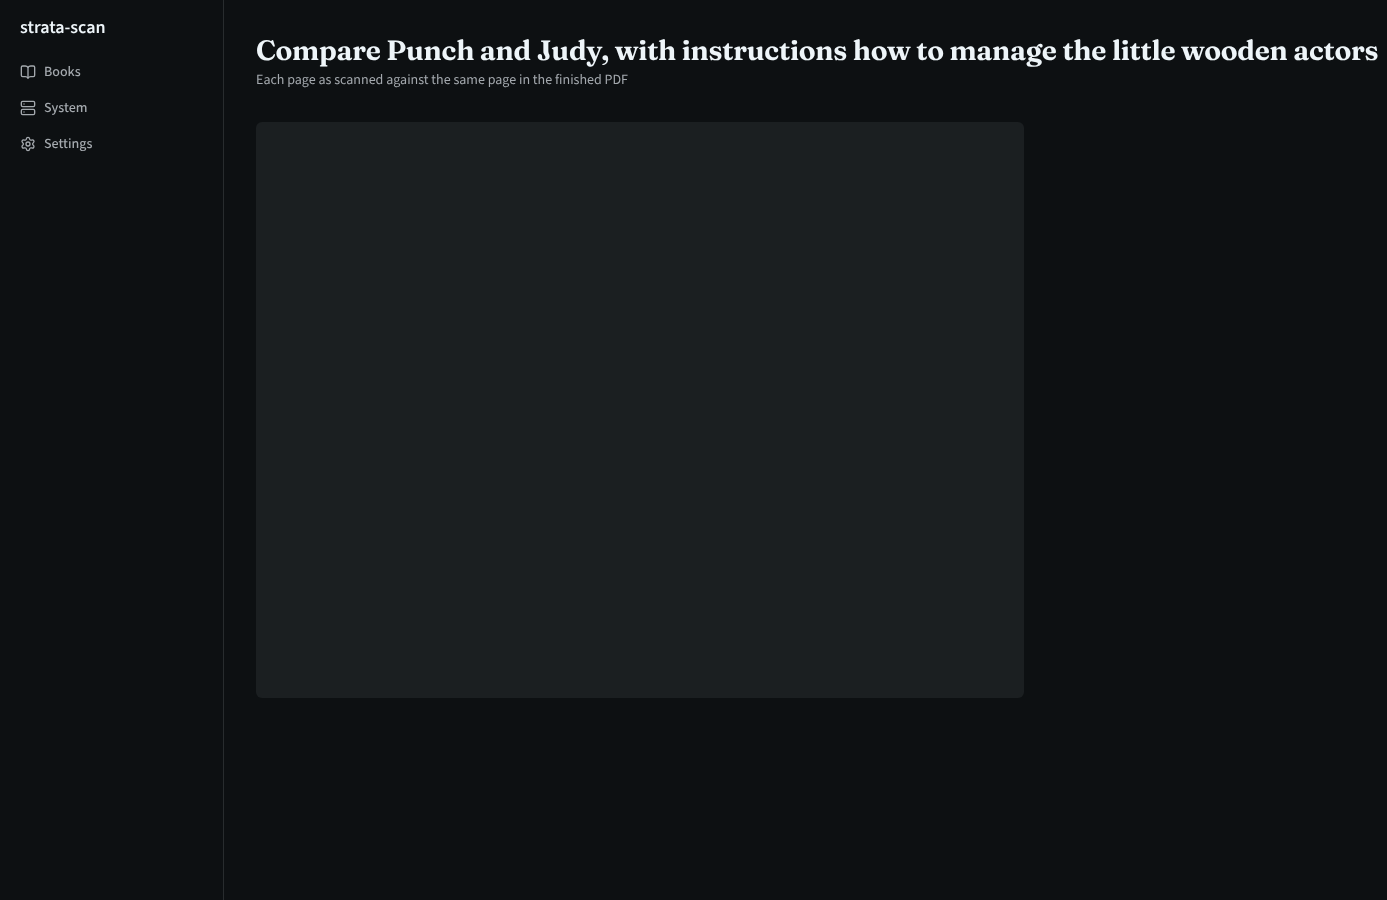 strata-scan
Books
System
Settings
Compare Punch and Judy, with instructions how to manage the little wooden actors
Each page as scanned against the same page in the finished PDF